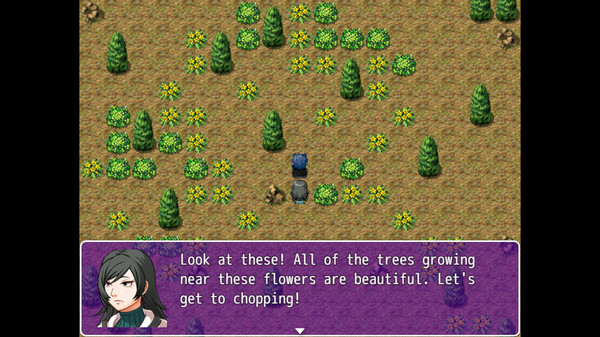 Look at these! All of the trees growing
near these flowers are beautiful. Let's
get to chopping!